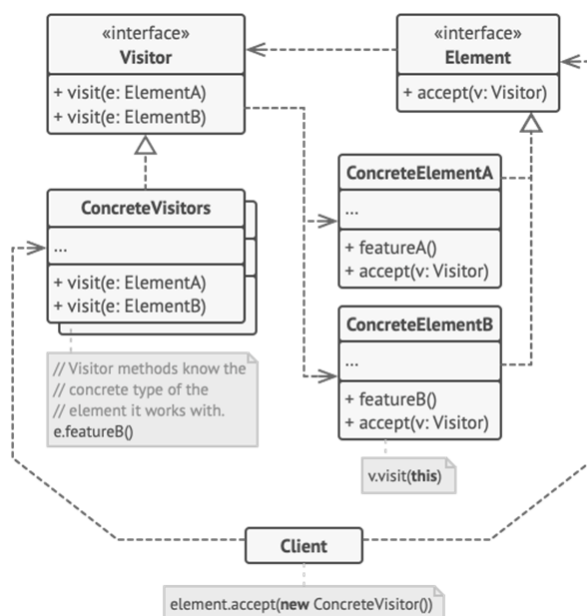 «interface»
Visitor
+ visit(e: ElementA)
+ visit(e: ElementB)
«interface»
Element
+ accept(v: Visitor)
ConcreteVisitors
...
+ visit(e: ElementA)
+ visit(e: ElementB)
// Visitor methods know the
// concrete type of the
// element it works with.
e.featureB()
ConcreteElementA
...
+ featureA()
+ accept(v: Visitor)
ConcreteElementB
...
+ featureB()
+ accept(v: Visitor)
v.visit(this)
Client
element.accept(new ConcreteVisitor())